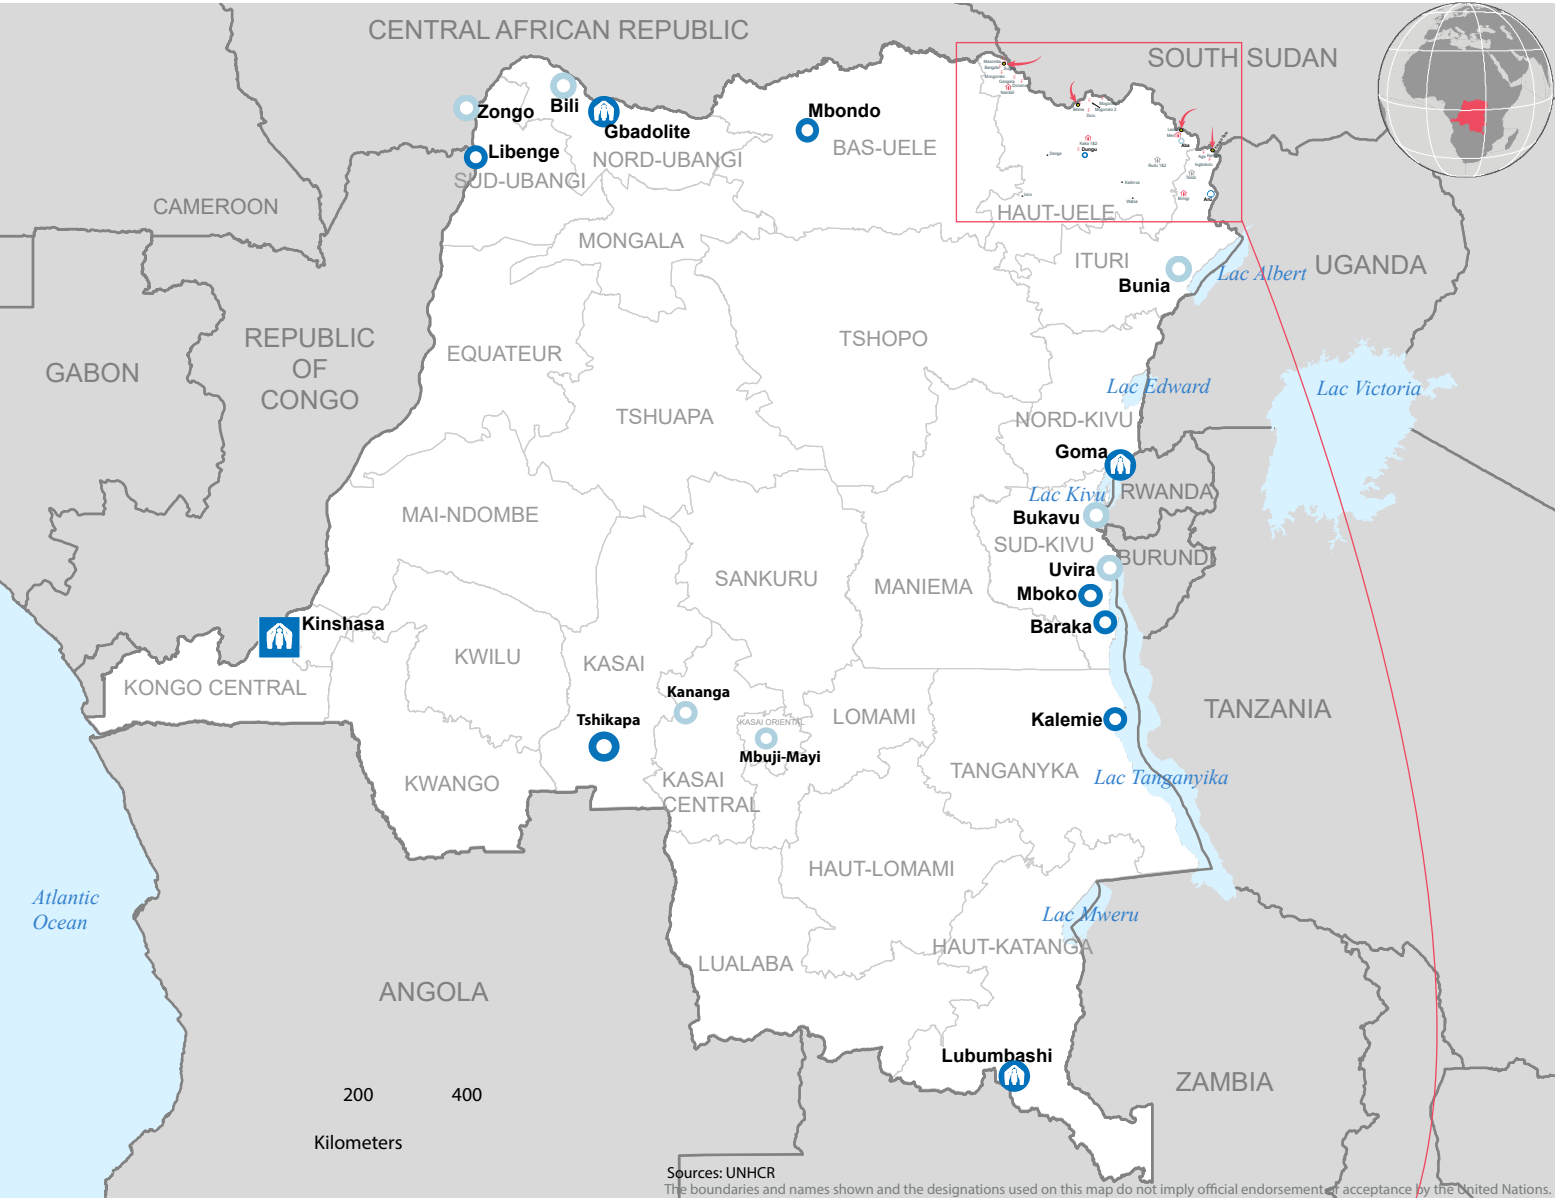 CENTRAL AFRICAN REPUBLIC
SOUTH SUDAN
Zongo
Bili
Gbadolite
Mbondo
Libenge
NORD-UBANGI
BAS-UELE
SUD-UBANGI
CAMEROON
Dungu
HAUT-UELE
MONGALA
ITURI
UGANDA
Lac Albert
Bunia
REPUBLIC
OF
CONGO
GABON
EQUATEUR
TSHOPO
Lac Edward
Lac Victoria
TSHUAPA
NORD-KIVU
Goma
Lac Kivu
RWANDA
MAI-NDOMBE
Bukavu
SUD-KIVU
BURUNDI
Uvira
SANKURU
MANIEMA
Mboko
Baraka
Kinshasa
KWILU
KASAI
KONGO CENTRAL
Kananga
Tshikapa
KASAI ORIENTAL
LOMAMI
Kalemie
TANZANIA
Mbuji-Mayi
KWANGO
KASAI
CENTRAL
TANGANYKA
Lac Tanganyika
HAUT-LOMAMI
Atlantic
Ocean
Lac Mweru
HAUT-KATANGA
LUALABA
ANGOLA
Lubumbashi
ZAMBIA
200 400
Kilometers
Sources: UNHCR
The boundaries and names shown and the designations used on this map do not imply official endorsement or acceptance by the United Nations.